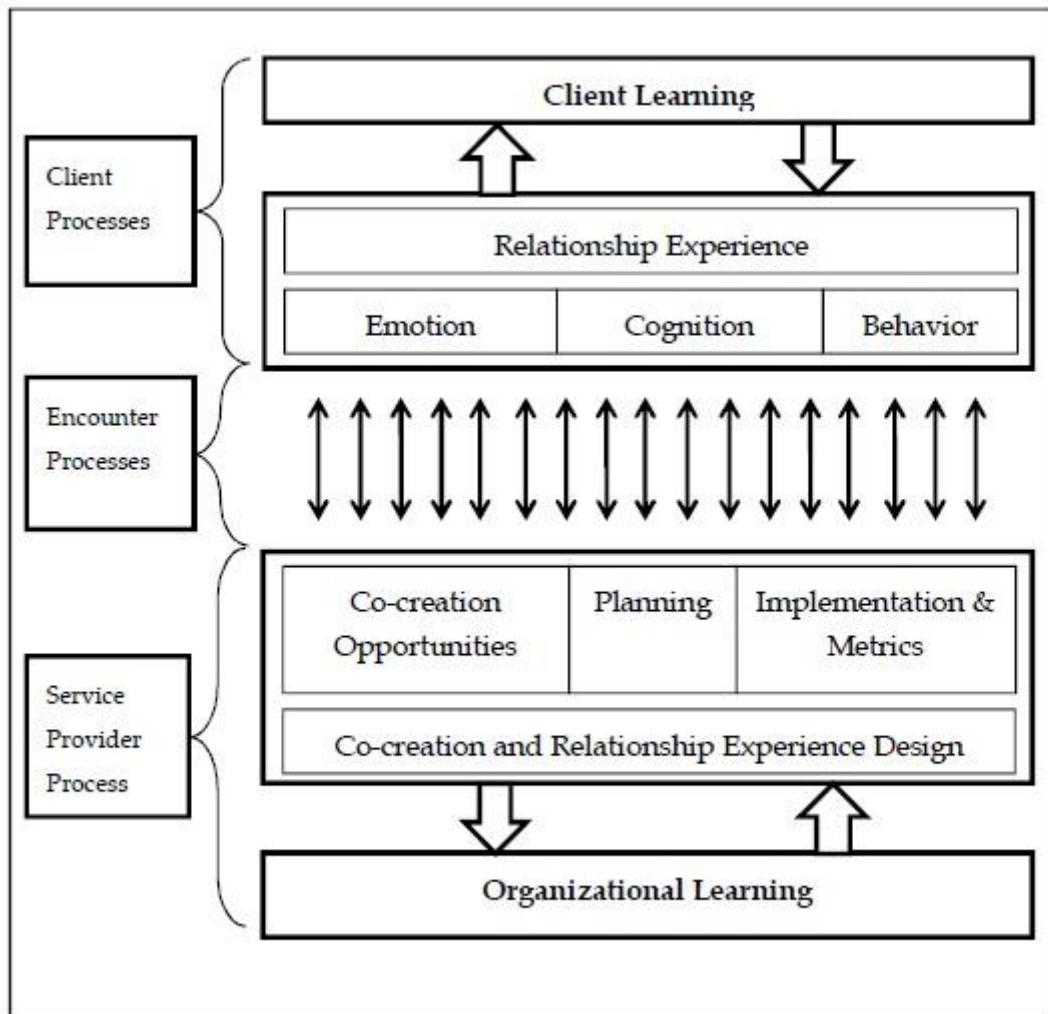 Client Learning
Client
Processes
Relationship Experience
Emotion
Cognition
Behavior
Encounter
Processes
Co-creation
Opportunities
Planning
Implementation &
Metrics
Service
Provider
Process
Co-creation and Relationship Experience Design
Organizational Learning